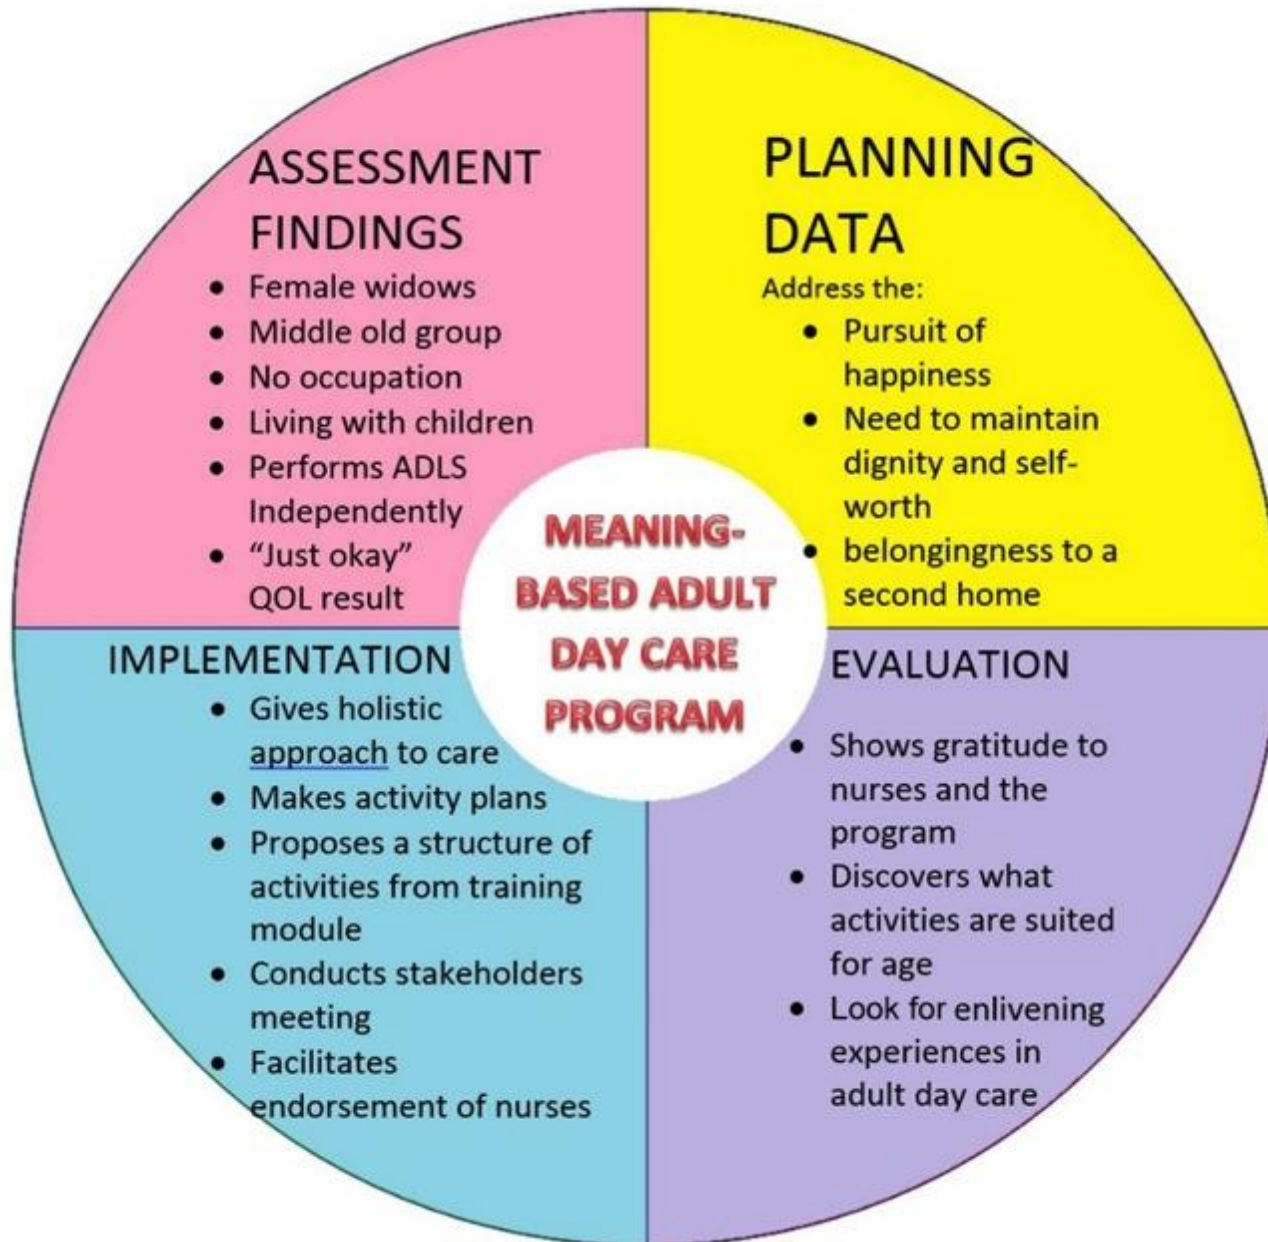 ASSESSMENT
FINDINGS
• Female widows
• Middle old group
• No occupation
• Living with children
• Performs ADLS
Independently
• “Just okay”
QOL result
PLANNING
DATA
Address the:
• Pursuit of
happiness
• Need to maintain
dignity and self-
worth
• belongingness to a
second home
MEANING-
BASED ADULT
DAY CARE
PROGRAM
IMPLEMENTATION
• Gives holistic
approach to care
• Makes activity plans
• Proposes a structure of
activities from training
module
• Conducts stakeholders
meeting
• Facilitates
endorsement of nurses
EVALUATION
• Shows gratitude to
nurses and the
program
• Discovers what
activities are suited
for age
• Look for enlivening
experiences in
adult day care